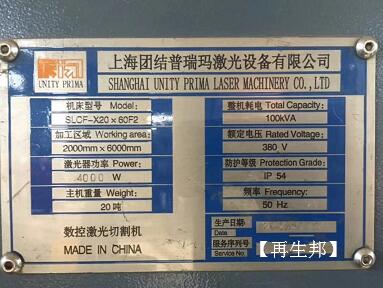 UNITY PRIMA
上海团结普瑞玛激光设备有限公司
SHANGHAI UNITY PRIMA LASER MACHINERY CO., LTD
机床型号 Model:
SLCF-X20×60F2
加工区域 Working area:
2000mm×6000mm
激光器功率 Power:
4000 W
主机重量 Weight:
20吨
数控激光切割机
MADE IN CHINA
整机耗电 Total Capacity:
100kVA
额定电压 Rated Voltage:
380 V
防护等级 Protection Grade:
IP 54
频率 Frequency:
50 Hz
生产日期:
服务序列号
Service No:
【再生邦】